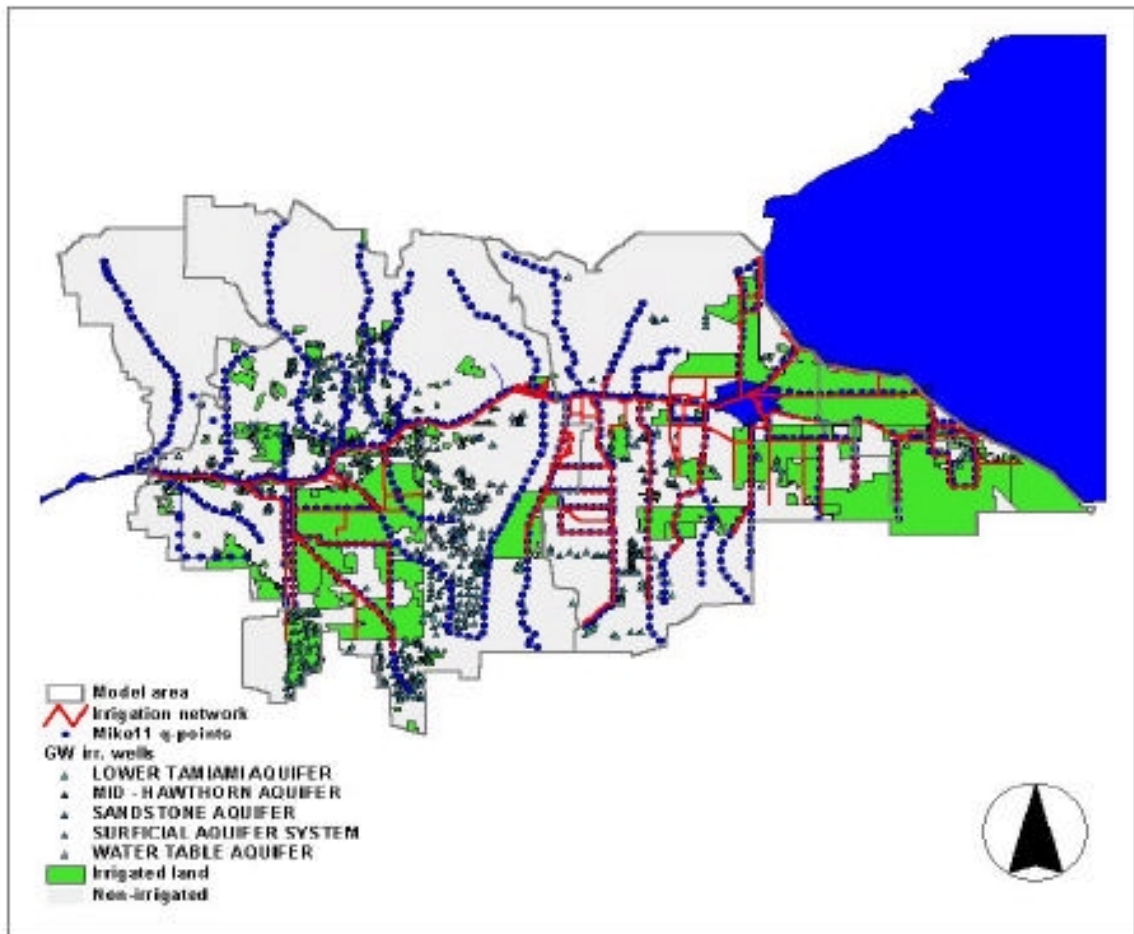 Model area
Irrigation network
Mike11 q-points
GW irr. wells
LOWER TAMIAMI AQUIFER
MID - HAWTHORN AQUIFER
SANDSTONE AQUIFER
SURFICIAL AQUIFER SYSTEM
WATER TABLE AQUIFER
Irrigated land
Non-irrigated